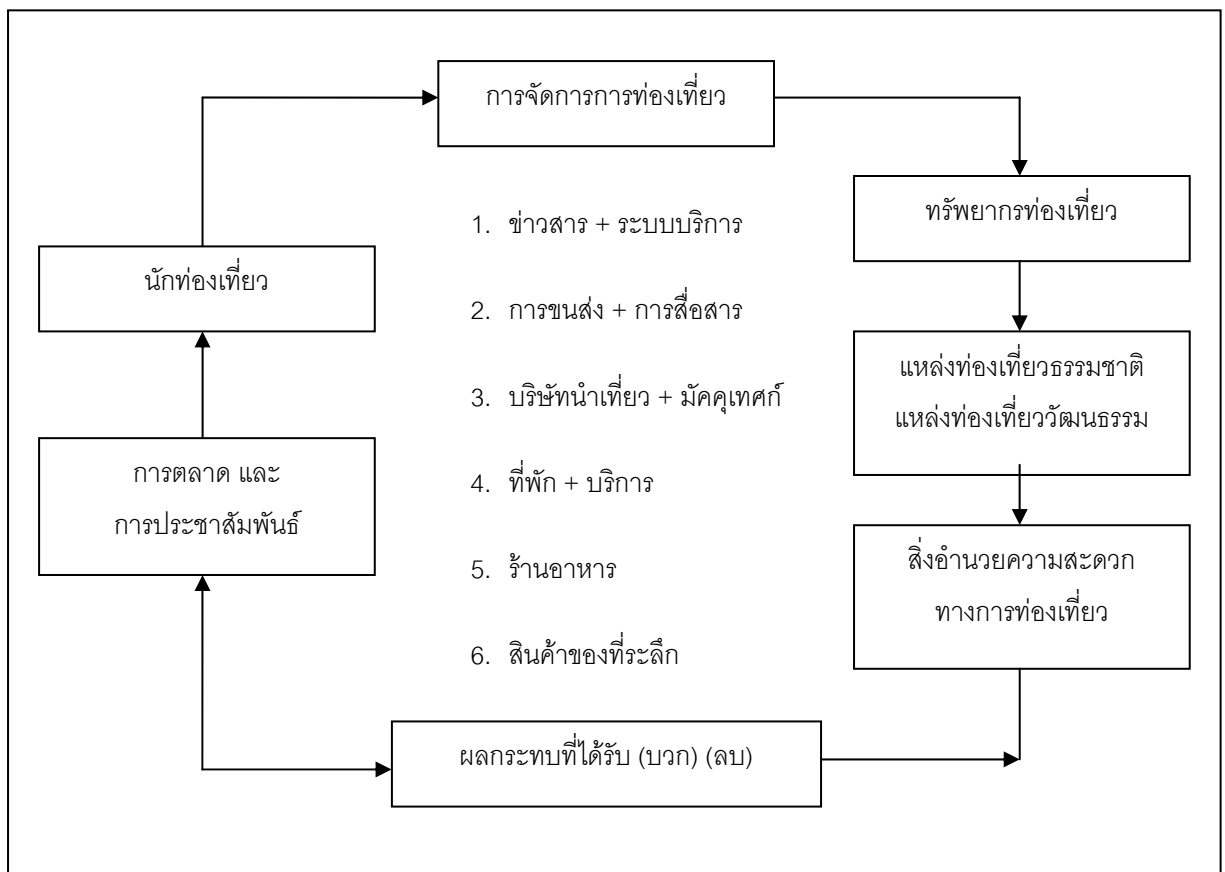 การจัดการการท่องเที่ยว
ทรัพยากรท่องเที่ยว
แหล่งท่องเที่ยวธรรมชาติ
แหล่งท่องเที่ยววัฒนธรรม
สิ่งอำนวยความสะดวก
ทางการท่องเที่ยว
ผลกระทบที่ได้รับ (บวก) (ลบ)
การตลาด และ
การประชาสัมพันธ์
นักท่องเที่ยว
1. ข่าวสาร + ระบบบริการ
2. การขนส่ง + การสื่อสาร
3. บริษัทนำเที่ยว + มัคคุเทศก์
4. ที่พัก + บริการ
5. ร้านอาหาร
6. สินค้าของที่ระลึก